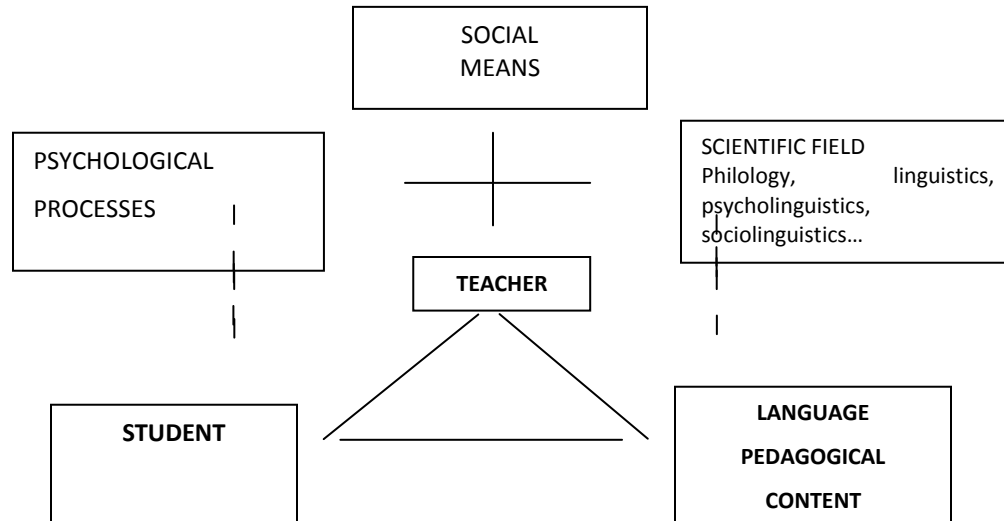 SOCIAL
MEANS
PSYCHOLOGICAL
PROCESSES
SCIENTIFIC FIELD
Philology, linguistics,
psycholinguistics,
sociolinguistics…
TEACHER
STUDENT
LANGUAGE
PEDAGOGICAL
CONTENT